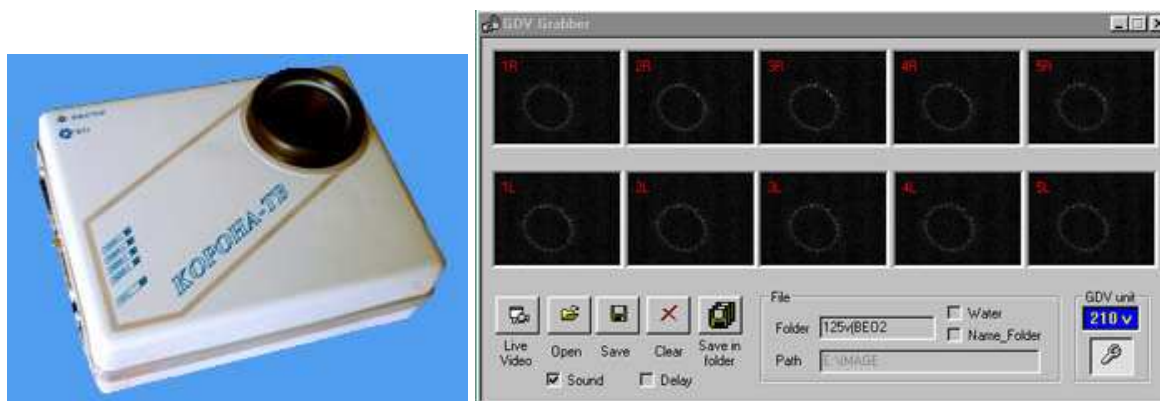 КОРОНА-ТВ
GDV Grabber
1R 2R 3R 4R 5R
1L 2L 3L 4L 5L
Live Video
Open
Save
Clear
Save in folder
Sound
Delay
File
Folder 125v(BEO2
Water
Name_Folder
Path E:\IMAGE
GDV unit
210 v